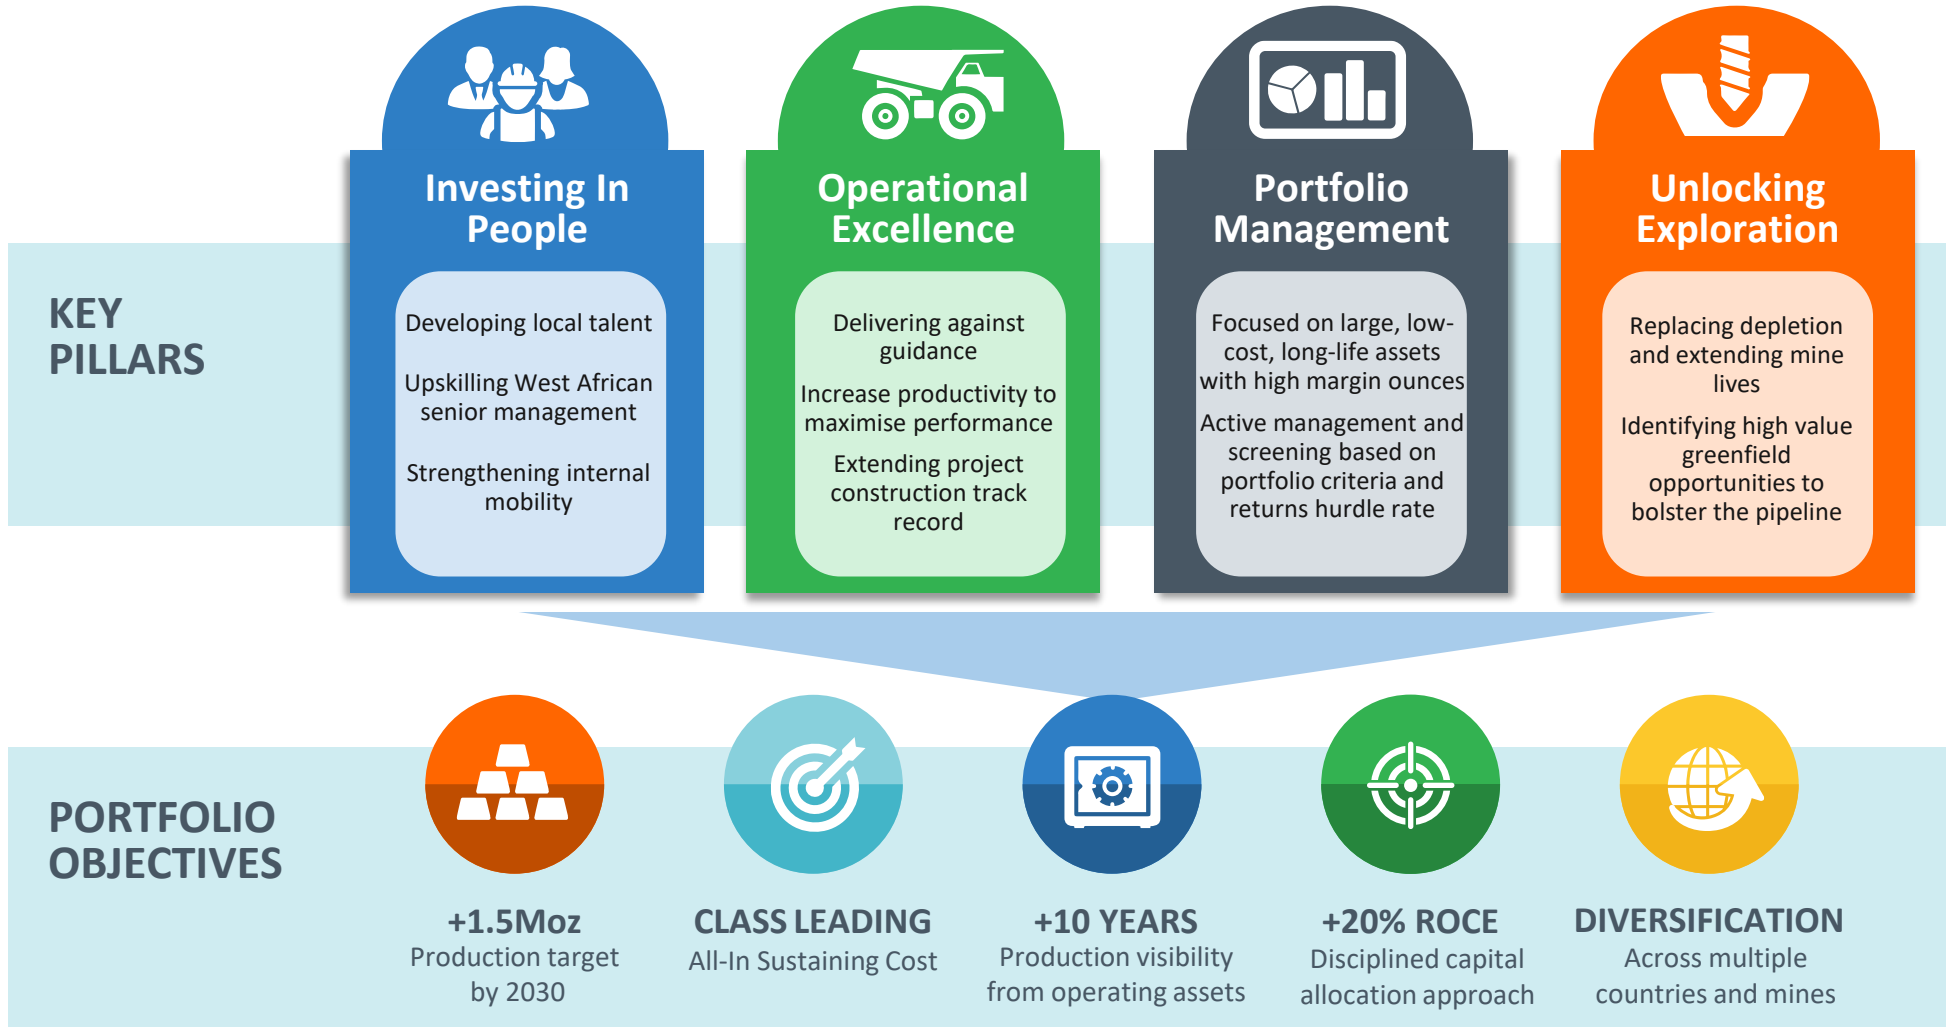 KEY
PILLARS
Investing In
People
Developing local talent
Upskilling West African
senior management
Strengthening internal
mobility
Operational
Excellence
Delivering against
guidance
Increase productivity to
maximise performance
Extending project
construction track
record
Portfolio
Management
Focused on large, low-
cost, long-life assets
with high margin ounces
Active management and
screening based on
portfolio criteria and
returns hurdle rate
Unlocking
Exploration
Replacing depletion
and extending mine
lives
Identifying high value
greenfield
opportunities to
bolster the pipeline
PORTFOLIO
OBJECTIVES
+1.5Moz
Production target
by 2030
CLASS LEADING
All-In Sustaining Cost
+10 YEARS
Production visibility
from operating assets
+20% ROCE
Disciplined capital
allocation approach
DIVERSIFICATION
Across multiple
countries and mines